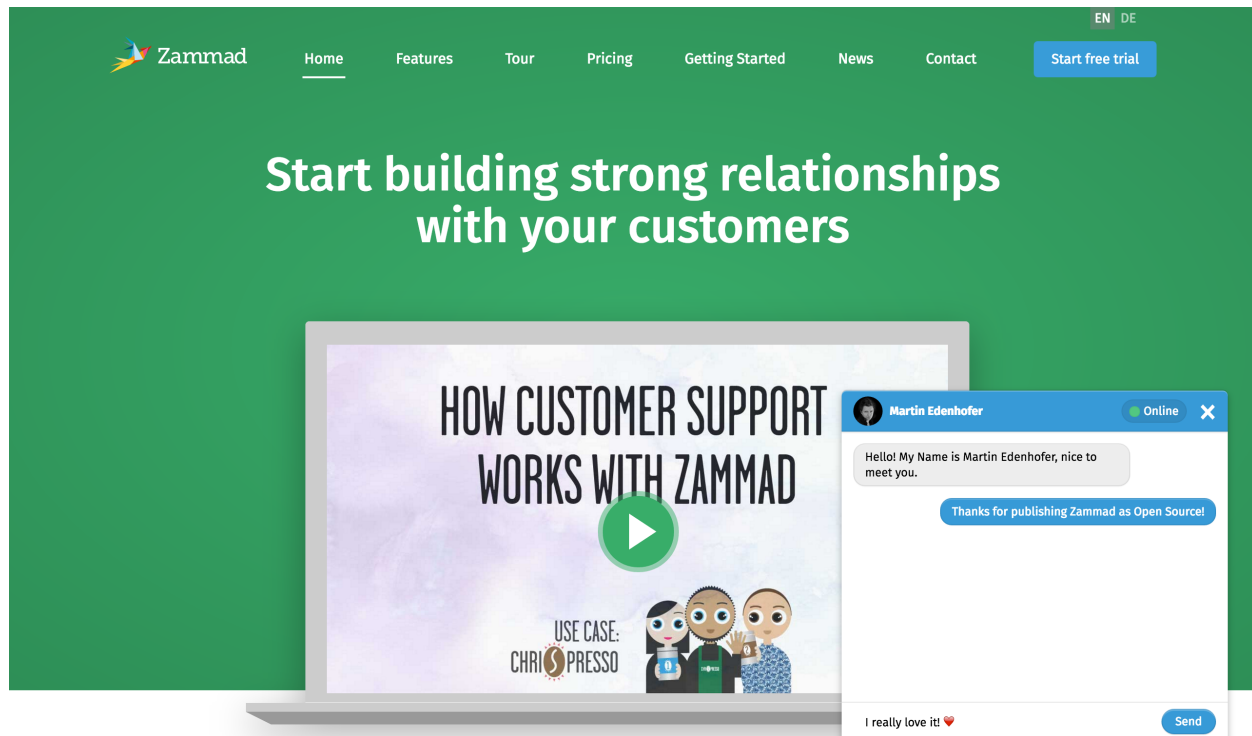 EN DE
Zammad
Home Features Tour Pricing Getting Started News Contact Start free trial
Start building strong relationships
with your customers
HOW CUSTOMER SUPPORT
WORKS WITH ZAMMAD
USE CASE:
CHRISPRESSO
Martin Edenhofer Online
Hello! My Name is Martin Edenhofer, nice to
meet you.
Thanks for publishing Zammad as Open Source!
I really love it! ❤️ Send